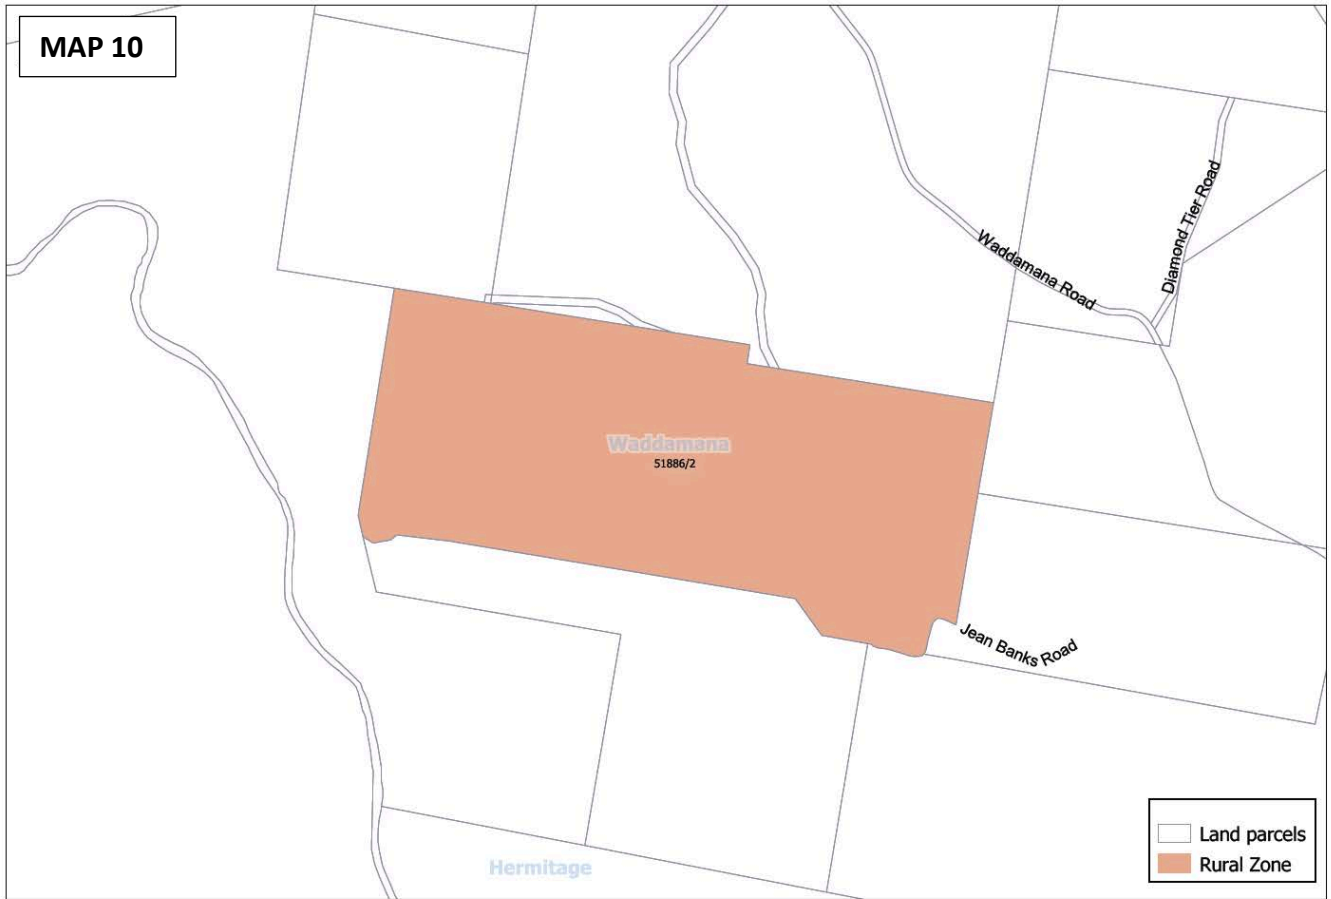 MAP 10
Diamond Tier Road
Waddamana Road
Waddamana
51886/2
Jean Banks Road
Land parcels
Rural Zone
Hermitage